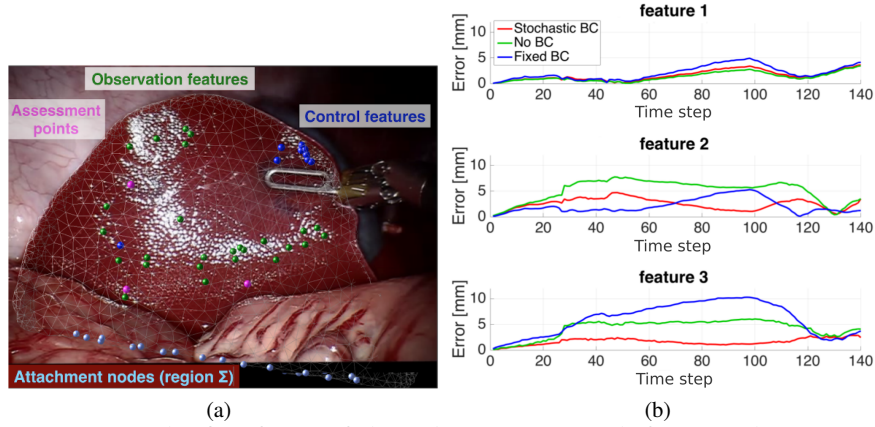 Observation features
Assessment
points
Control features
Attachment nodes (region Σ)
(a)
feature 1
Error [mm]
10
5
0
Stochastic BC
No BC
Fixed BC
0 20 40 60 80 100 120 140
Time step
feature 2
Error [mm]
10
5
0
0 20 40 60 80 100 120 140
Time step
feature 3
Error [mm]
10
5
0
0 20 40 60 80 100 120 140
Time step
(b)